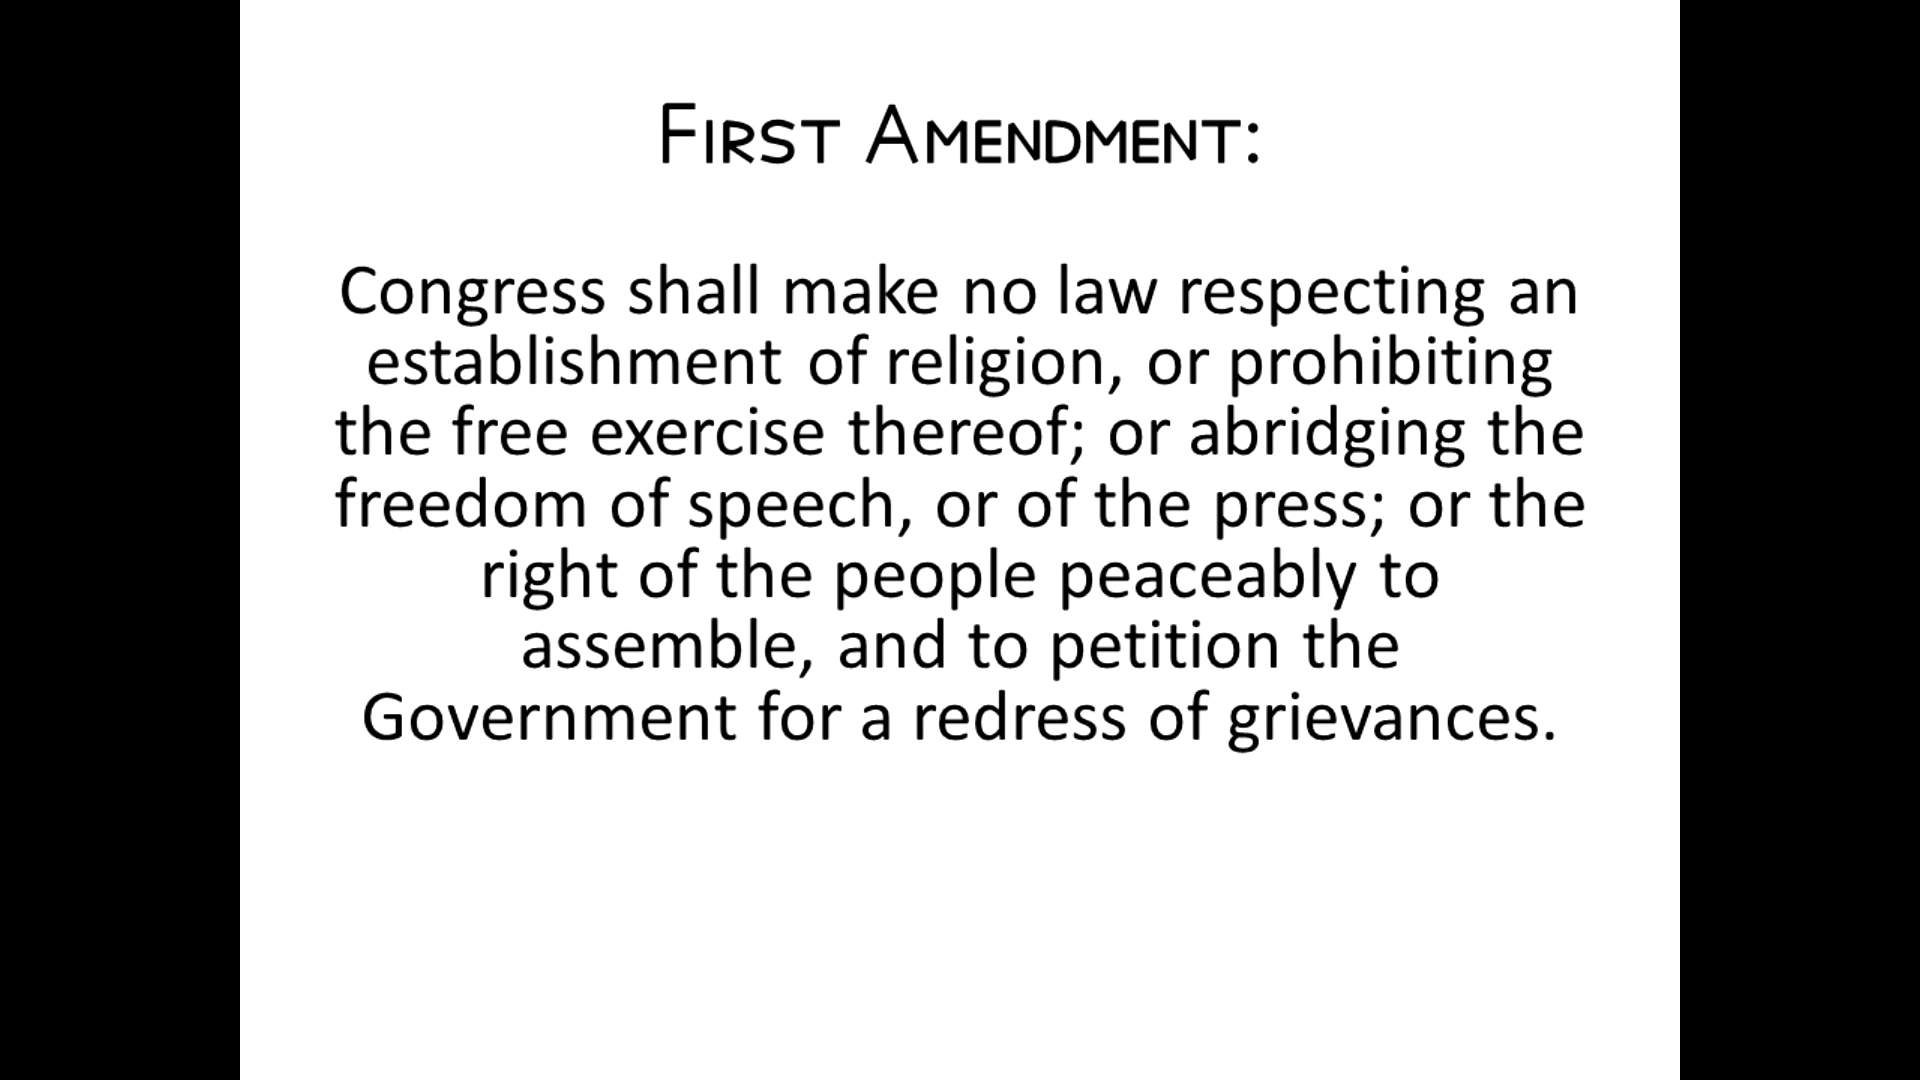 First Amendment:
Congress shall make no law respecting an
establishment of religion, or prohibiting
the free exercise thereof; or abridging the
freedom of speech, or of the press; or the
right of the people peaceably to
assemble, and to petition the
Government for a redress of grievances.